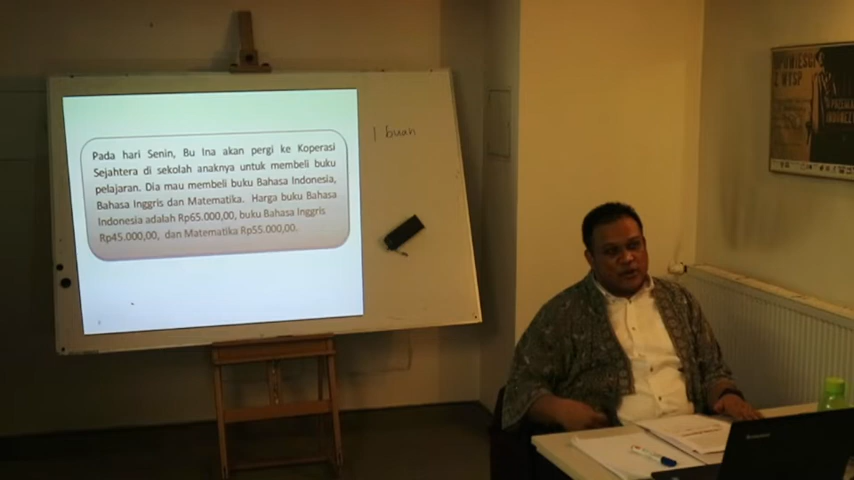 Pada hari Senin, Bu Ina akan pergi ke Koperasi
Sejahtera di sekolah anaknya untuk membeli buku
pelajaran. Dia mau membeli buku Bahasa Indonesia,
Bahasa Inggris dan Matematika. Harga buku Bahasa
Indonesia adalah Rp65.000,00, buku Bahasa Inggris
Rp45.000,00, dan Matematika Rp55.000,00.
1 buah
lenovo